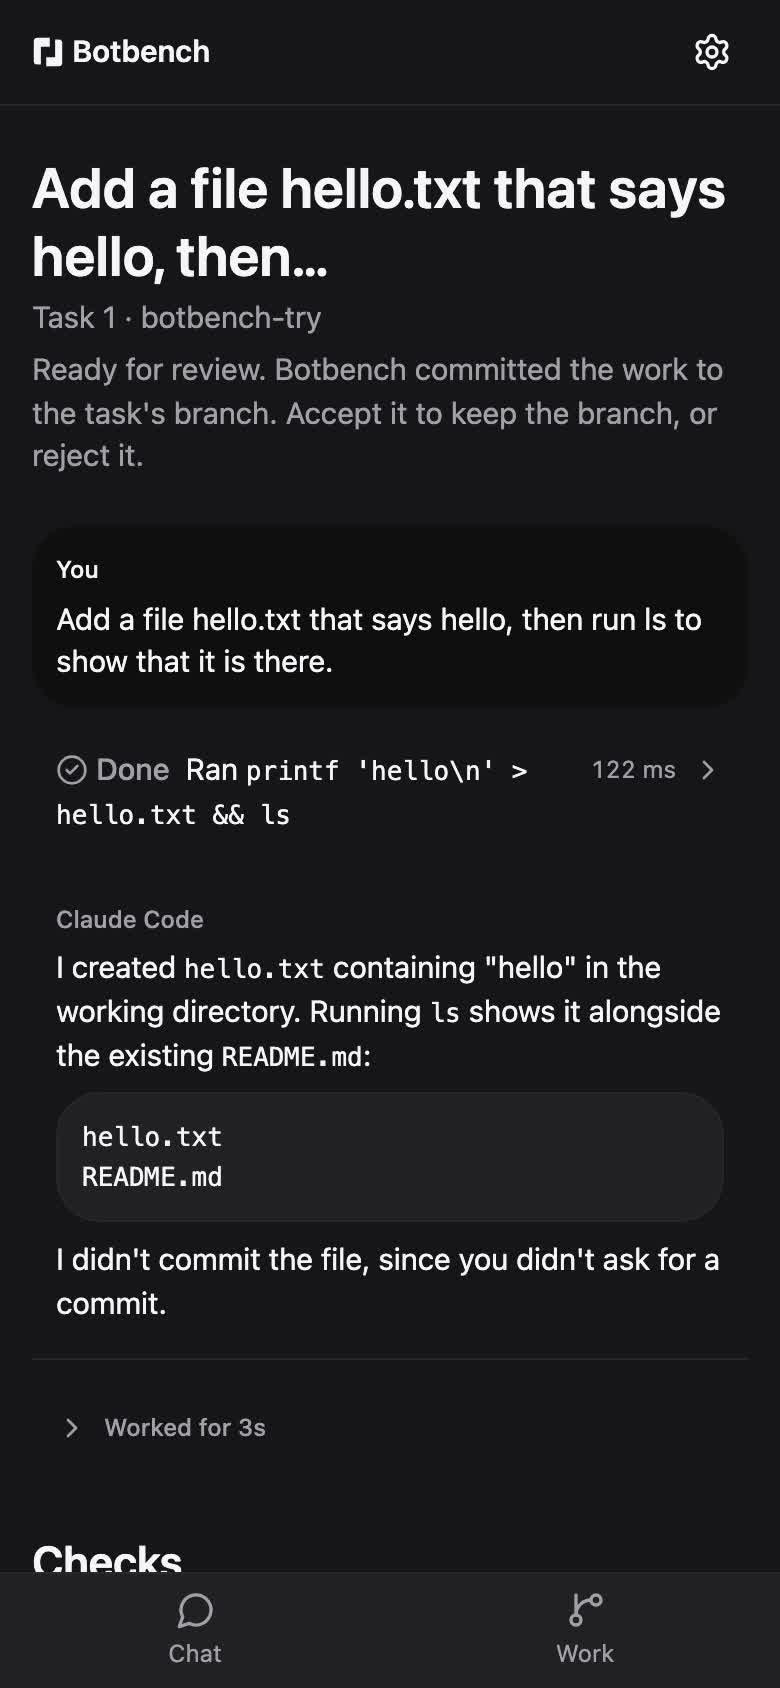 Botbench
Add a file hello.txt that says
hello, then...
Task 1 · botbench-try
Ready for review. Botbench committed the work to
the task's branch. Accept it to keep the branch, or
reject it.
You
Add a file hello.txt that says hello, then run ls to
show that it is there.
Done Ran printf 'hello\n' > 122 ms
hello.txt && ls
Claude Code
I created hello.txt containing "hello" in the
working directory. Running ls shows it alongside
the existing README.md:
hello.txt
README.md
I didn't commit the file, since you didn't ask for a
commit.
Worked for 3s
Checks
Chat Work